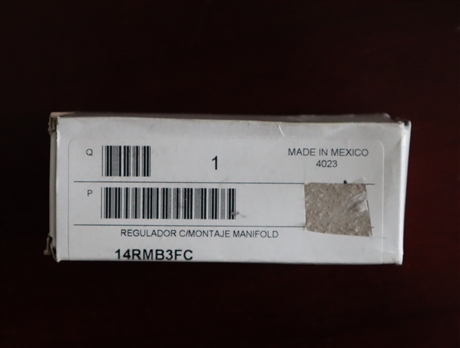 Q 1 MADE IN MEXICO
4023
P
REGULADOR C/MONTAJE MANIFOLD
14RMB3FC